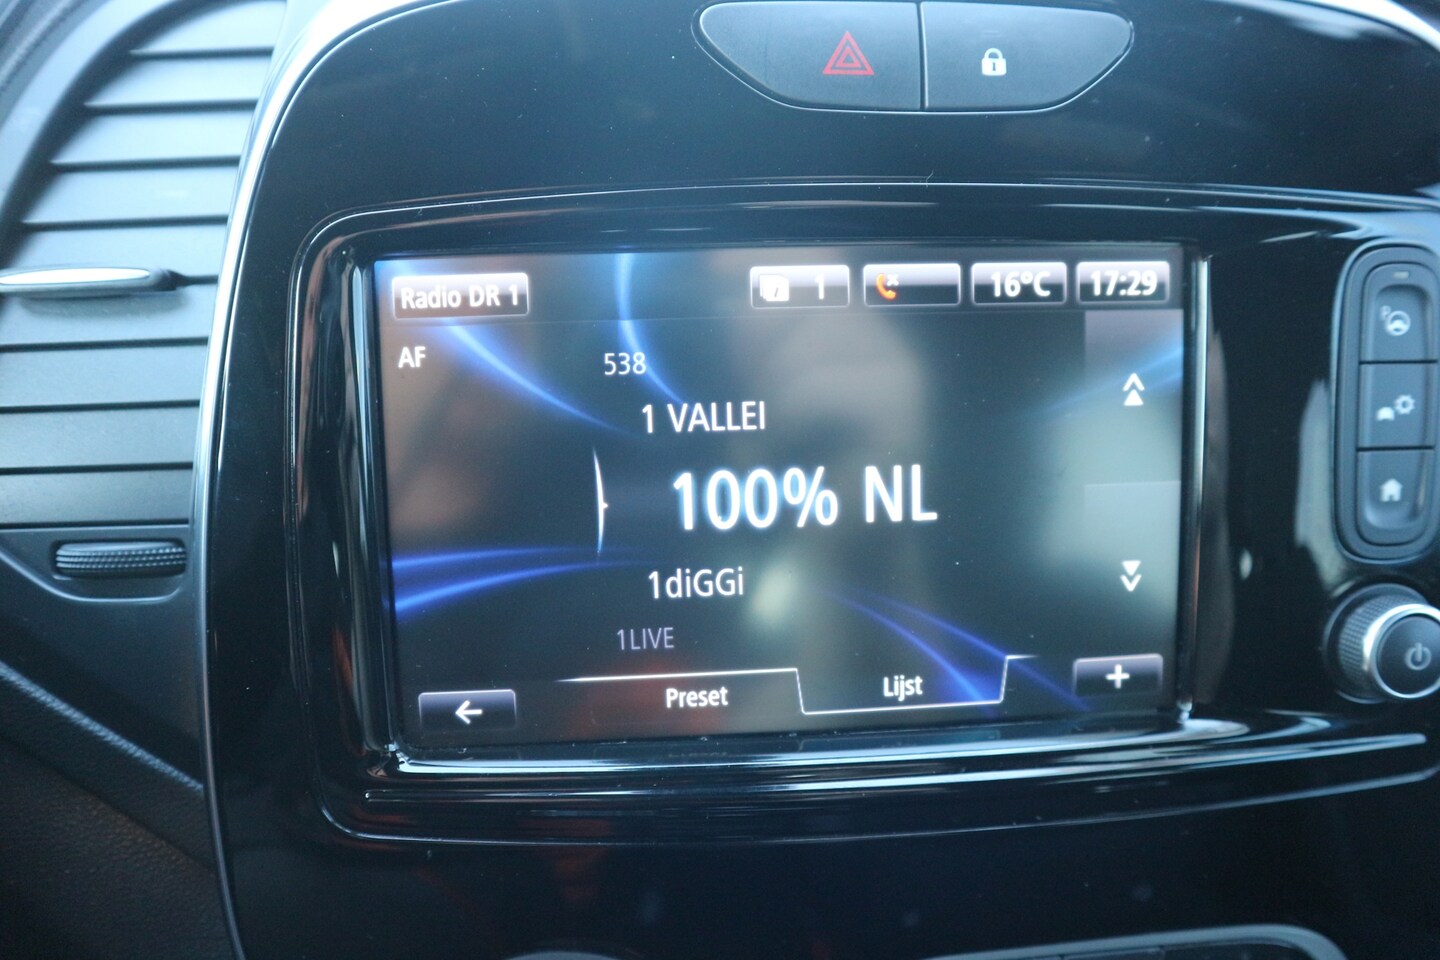 Radio DR 1
1
16°C
17:29
AF
538
1 VALLEI
100% NL
1diGGi
1LIVE
Preset
Lijst